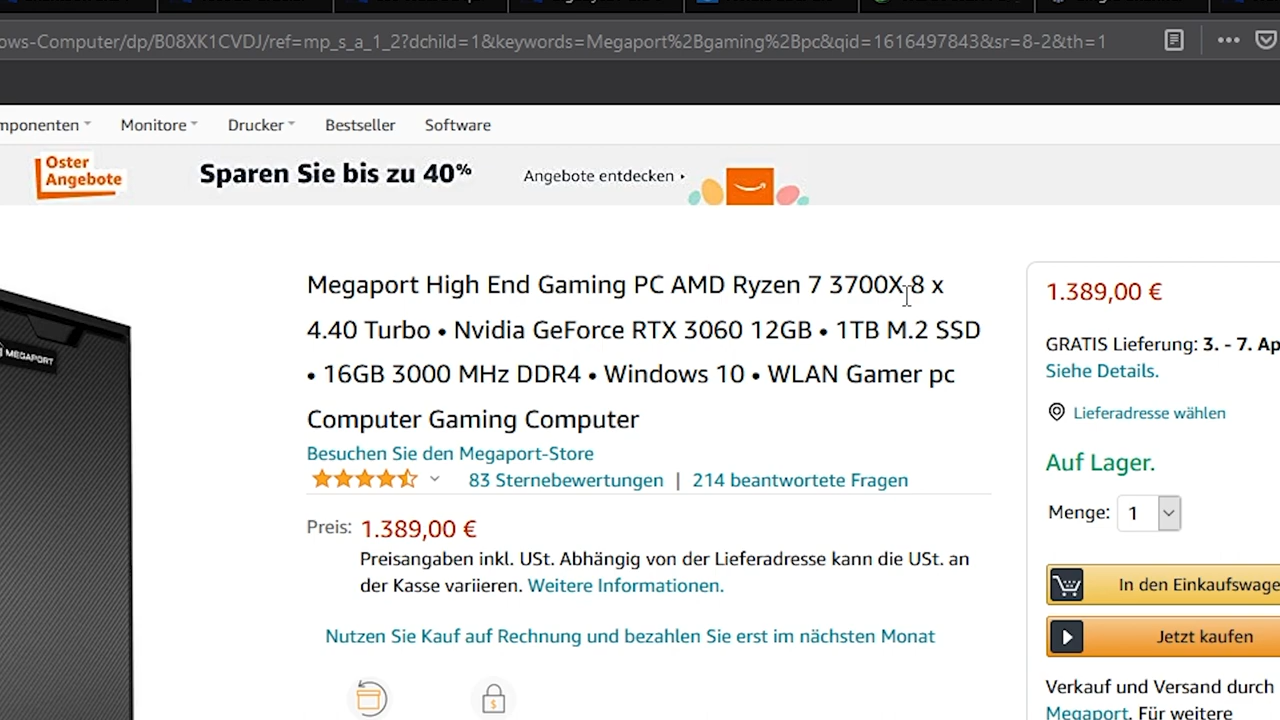 ows-Computer/dp/B08XK1CVDJ/ref=mp_s_a_1_2?dchild=1&keywords=Megaport%2Bgaming%2Bpc&qid=1616497843&sr=8-2&th=1
mponenten Monitore Drucker Bestseller Software
Oster
Angebote
Sparen Sie bis zu 40% Angebote entdecken
Megaport High End Gaming PC AMD Ryzen 7 3700X 8 x
4.40 Turbo • Nvidia GeForce RTX 3060 12GB • 1TB M.2 SSD
• 16GB 3000 MHz DDR4 • Windows 10 • WLAN Gamer pc
Computer Gaming Computer
Besuchen Sie den Megaport-Store
83 Sternebewertungen | 214 beantwortete Fragen
Preis: 1.389,00 €
Preisangaben inkl. USt. Abhängig von der Lieferadresse kann die USt. an
der Kasse variieren. Weitere Informationen.
Nutzen Sie Kauf auf Rechnung und bezahlen Sie erst im nächsten Monat
MEGAPORT
1.389,00 €
GRATIS Lieferung: 3. - 7. Ap
Siehe Details.
Lieferadresse wählen
Auf Lager.
Menge: 1
In den Einkaufswage
Jetzt kaufen
Verkauf und Versand durch
Megaport. Für weitere